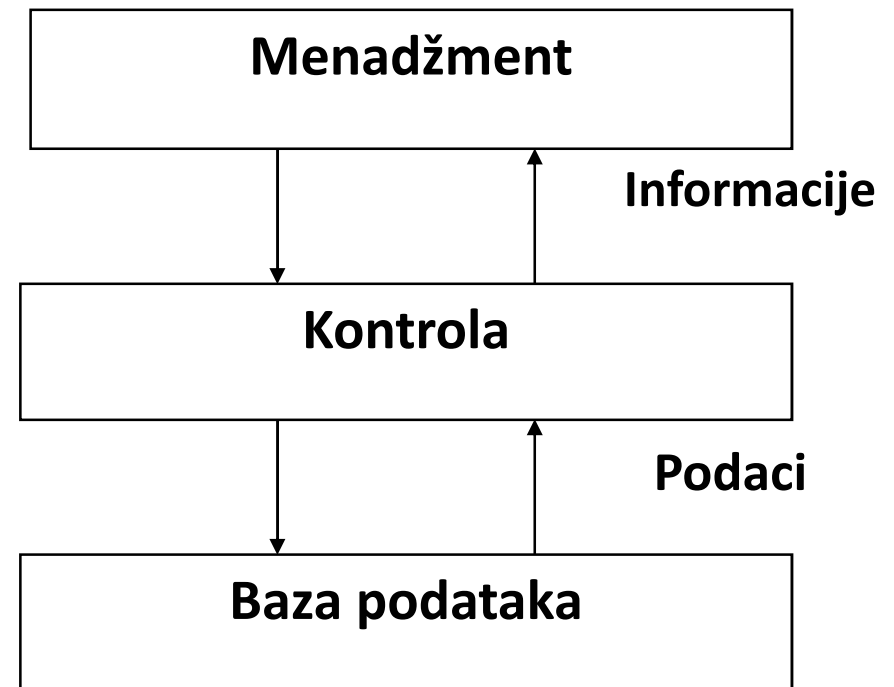 Menadžment
Informacije
Kontrola
Podaci
Baza podataka